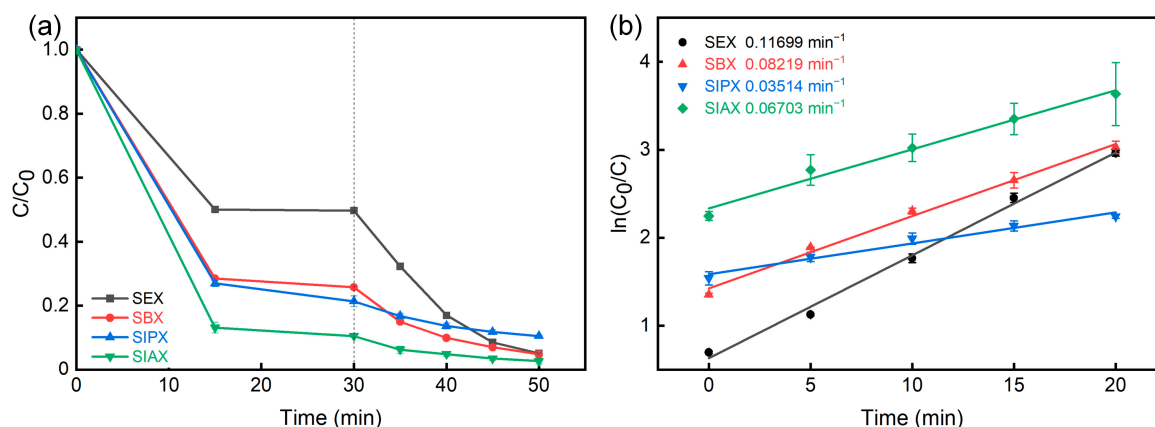 (a)
1.0
0.8
0.6
0.4
0.2
0
C/C₀
SEX
SBX
SIPX
SIAX
0 10 20 30 40 50
Time (min)
(b)
4
3
2
1
ln(C₀/C)
SEX 0.11699 min⁻¹
SBX 0.08219 min⁻¹
SIPX 0.03514 min⁻¹
SIAX 0.06703 min⁻¹
0 5 10 15 20
Time (min)